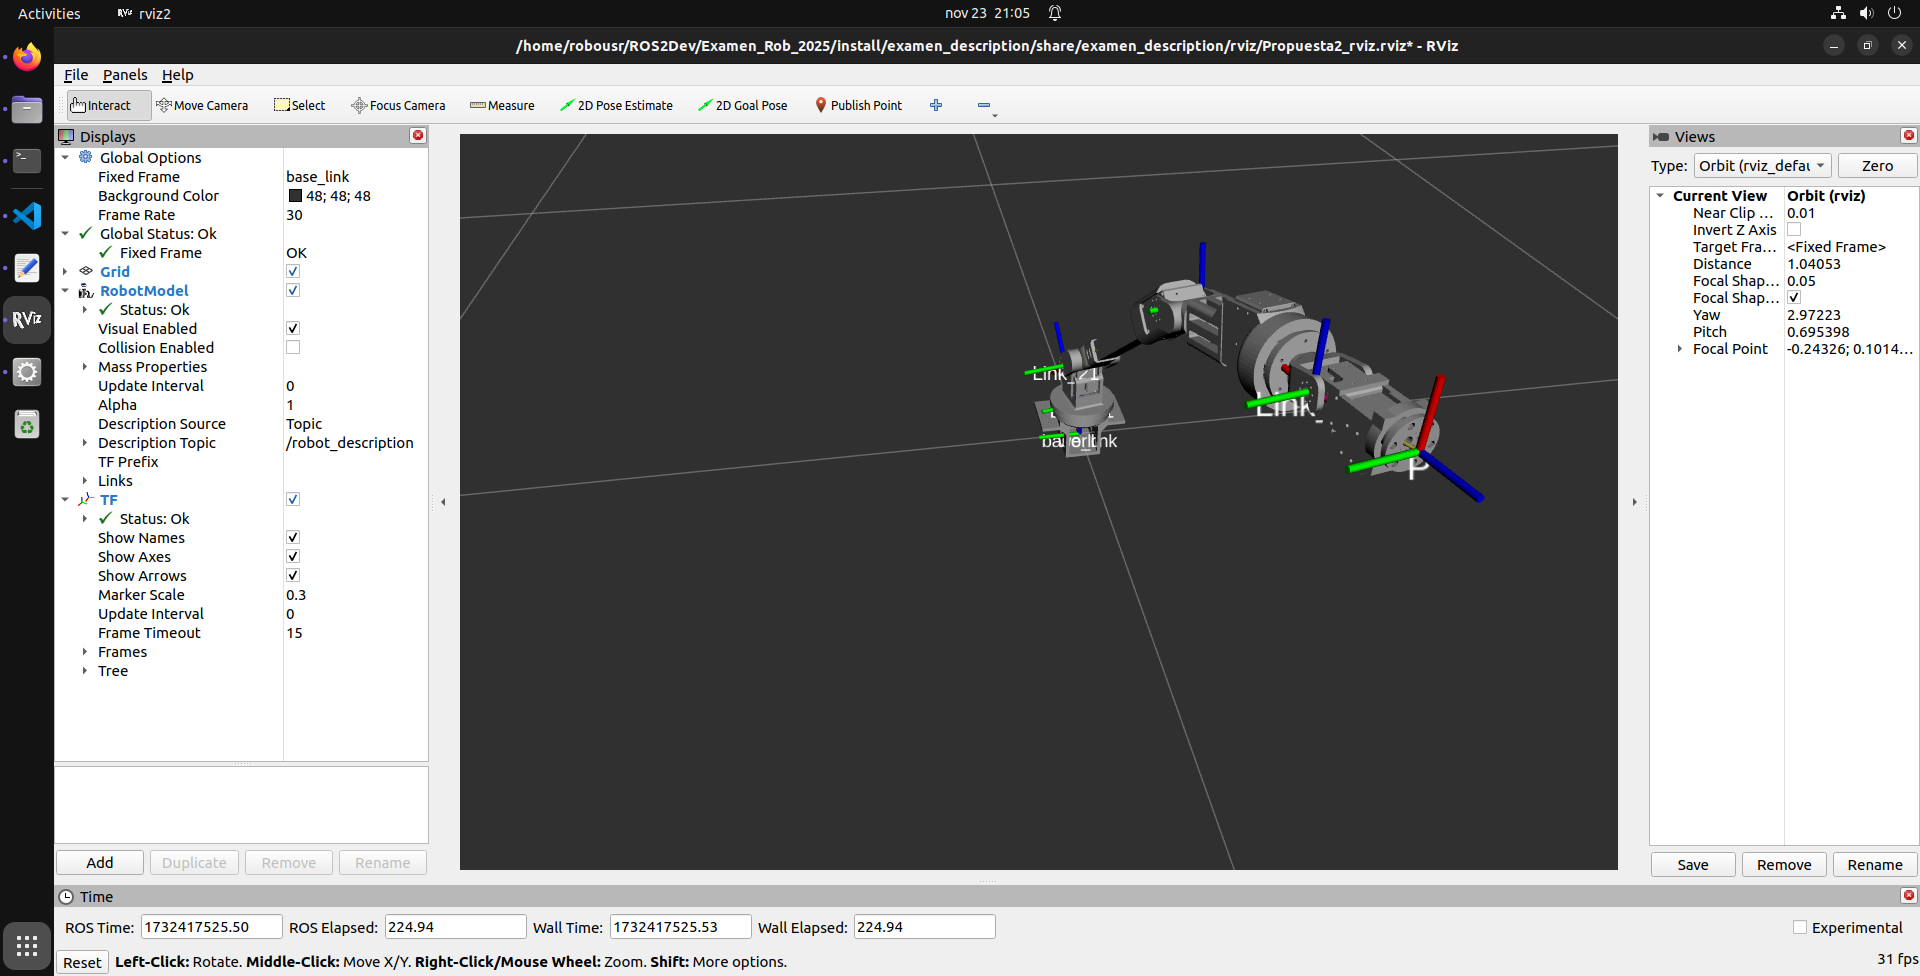 Activities
rviz2
nov 23 21:05
/home/robousr/ROS2Dev/Examen_Rob_2025/install/examen_description/share/examen_description/rviz/Propuesta2_rviz.rviz* - RViz
File Panels Help
Interact Move Camera Select Focus Camera Measure 2D Pose Estimate 2D Goal Pose Publish Point
Displays
Global Options
Fixed Frame base_link
Background Color 48; 48; 48
Frame Rate 30
Global Status: Ok
Fixed Frame OK
Grid
RobotModel
Status: Ok
Visual Enabled
Collision Enabled
Mass Properties
Update Interval 0
Alpha 1
Description Source Topic
Description Topic /robot_description
TF Prefix
Links
TF
Status: Ok
Show Names
Show Axes
Show Arrows
Marker Scale 0.3
Update Interval 0
Frame Timeout 15
Frames
Tree
Add Duplicate Remove Rename
RViz
Link_21
Link_
P
Views
Type: Orbit (rviz_defau Zero
Current View Orbit (rviz)
Near Clip ... 0.01
Invert Z Axis
Target Fra... <Fixed Frame>
Distance 1.04053
Focal Shap... 0.05
Focal Shap...
Yaw 2.97223
Pitch 0.695398
Focal Point -0.24326; 0.1014...
Save Remove Rename
Time
ROS Time: 1732417525.50 ROS Elapsed: 224.94 Wall Time: 1732417525.53 Wall Elapsed: 224.94
Experimental
Reset Left-Click: Rotate. Middle-Click: Move X/Y. Right-Click/Mouse Wheel: Zoom. Shift: More options.
31 fps